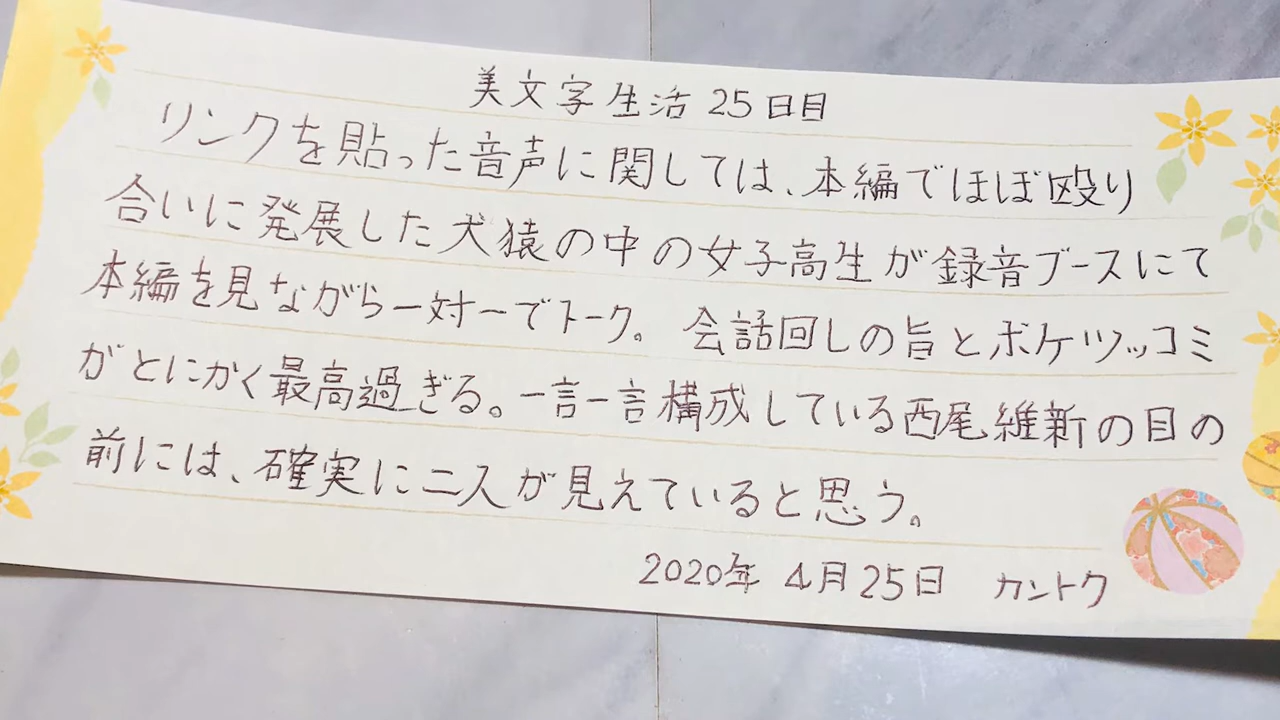 美文字生活 25日目
リンクを貼った音声に関しては、本編でほぼ殴り
合いに発展した犬猿の中の女子高生が録音ブースにて
本編を見ながら一対一でトーク。 会話回しの旨とボケツッコミ
がとにかく最高過ぎる。一言一言構成している西尾維新の目の
前には、確実に二人が見えていると思う。
2020年 4月25日 カントク